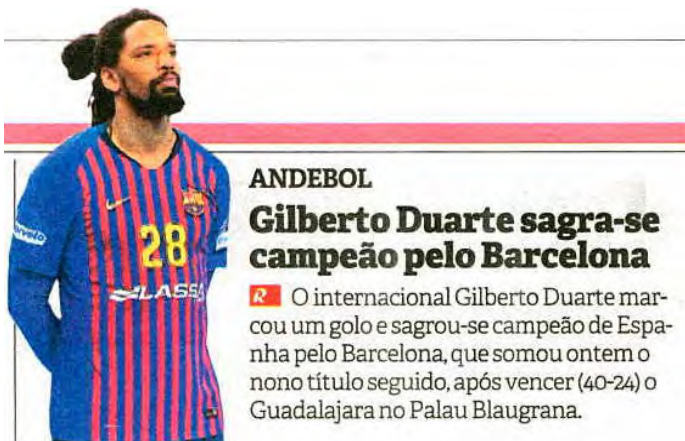 ANDEBOL
Gilberto Duarte sagra-se
campeão pelo Barcelona
R O internacional Gilberto Duarte mar-
cou um golo e sagrou-se campeão de Espa-
nha pelo Barcelona, que somou ontem o
nono título seguido, após vencer (40-24) o
Guadalajara no Palau Blaugrana.
28
LASSA